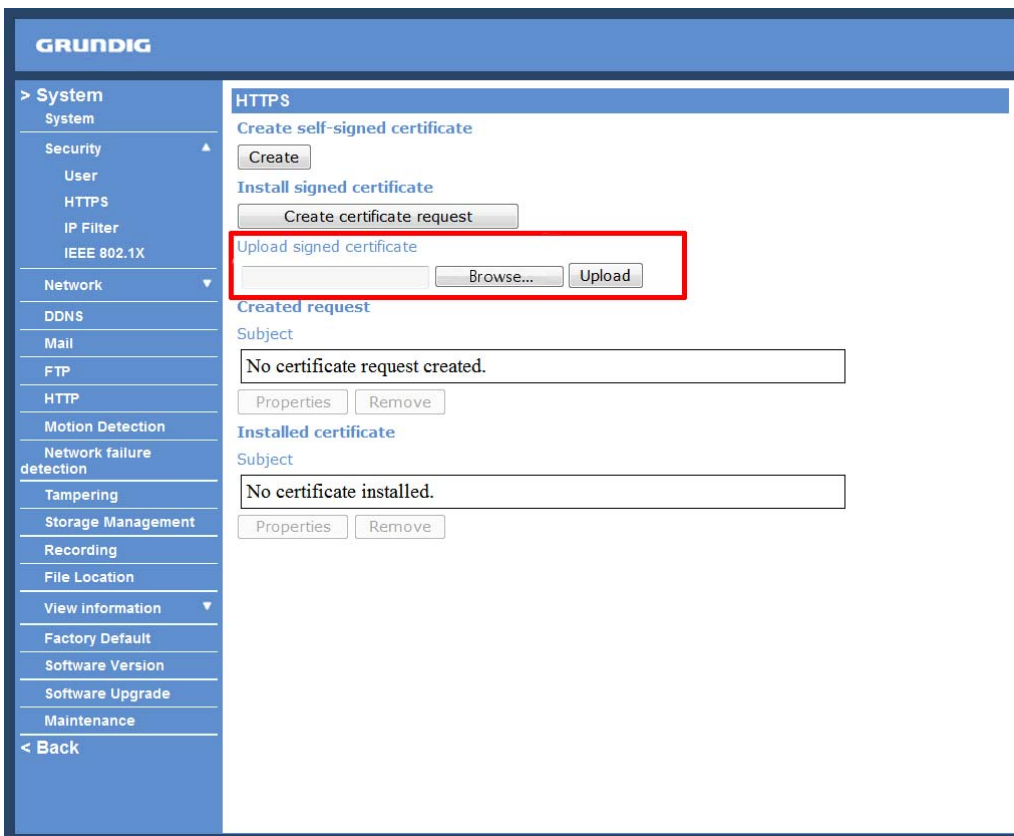 GRUNDIG
> System
System
Security
User
HTTPS
IP Filter
IEEE 802.1X
Network
DDNS
Mail
FTP
HTTP
Motion Detection
Network failure
detection
Tampering
Storage Management
Recording
File Location
View information
Factory Default
Software Version
Software Upgrade
Maintenance
< Back
HTTPS
Create self-signed certificate
Create
Install signed certificate
Create certificate request
Upload signed certificate
Browse... Upload
Created request
Subject
No certificate request created.
Properties Remove
Installed certificate
Subject
No certificate installed.
Properties Remove